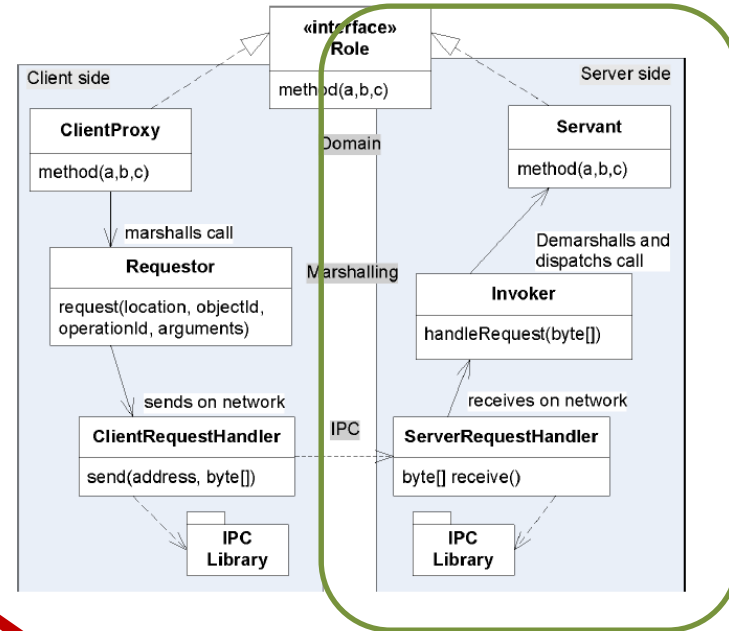 «interface»
Role
method(a,b,c)
Client side
Server side
ClientProxy
method(a,b,c)
Domain
Servant
method(a,b,c)
marshalls call
Demarshalls and
dispatchs call
Requestor
request(location, objectId,
operationId, arguments)
Marshalling
Invoker
handleRequest(byte[])
sends on network
receives on network
ClientRequestHandler
send(address, byte[])
IPC
ServerRequestHandler
byte[] receive()
IPC
Library
IPC
Library